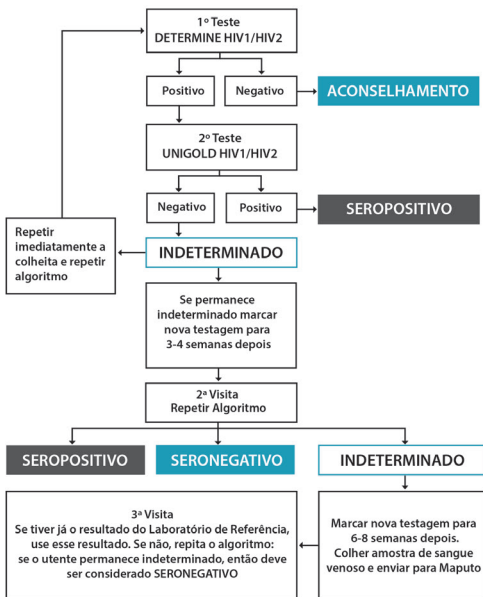 1º Teste
DETERMINE HIV1/HIV2
Positivo
Negativo
ACONSELHAMENTO
2º Teste
UNIGOLD HIV1/HIV2
Negativo
Positivo
SEROPOSITIVO
Repetir
imediatamente a
colheita e repetir
algoritmo
INDETERMINADO
Se permanece
indeterminado marcar
nova testagem para
3-4 semanas depois
2ª Visita
Repetir Algoritmo
SEROPOSITIVO
SERONEGATIVO
INDETERMINADO
3ª Visita
Se tiver já o resultado do Laboratório de Referência,
use esse resultado. Se não, repita o algoritmo:
se o utente permanece indeterminado, então deve
ser considerado SERONEGATIVO
Marcar nova testagem para
6-8 semanas depois.
Colher amostra de sangue
venoso e enviar para Maputo